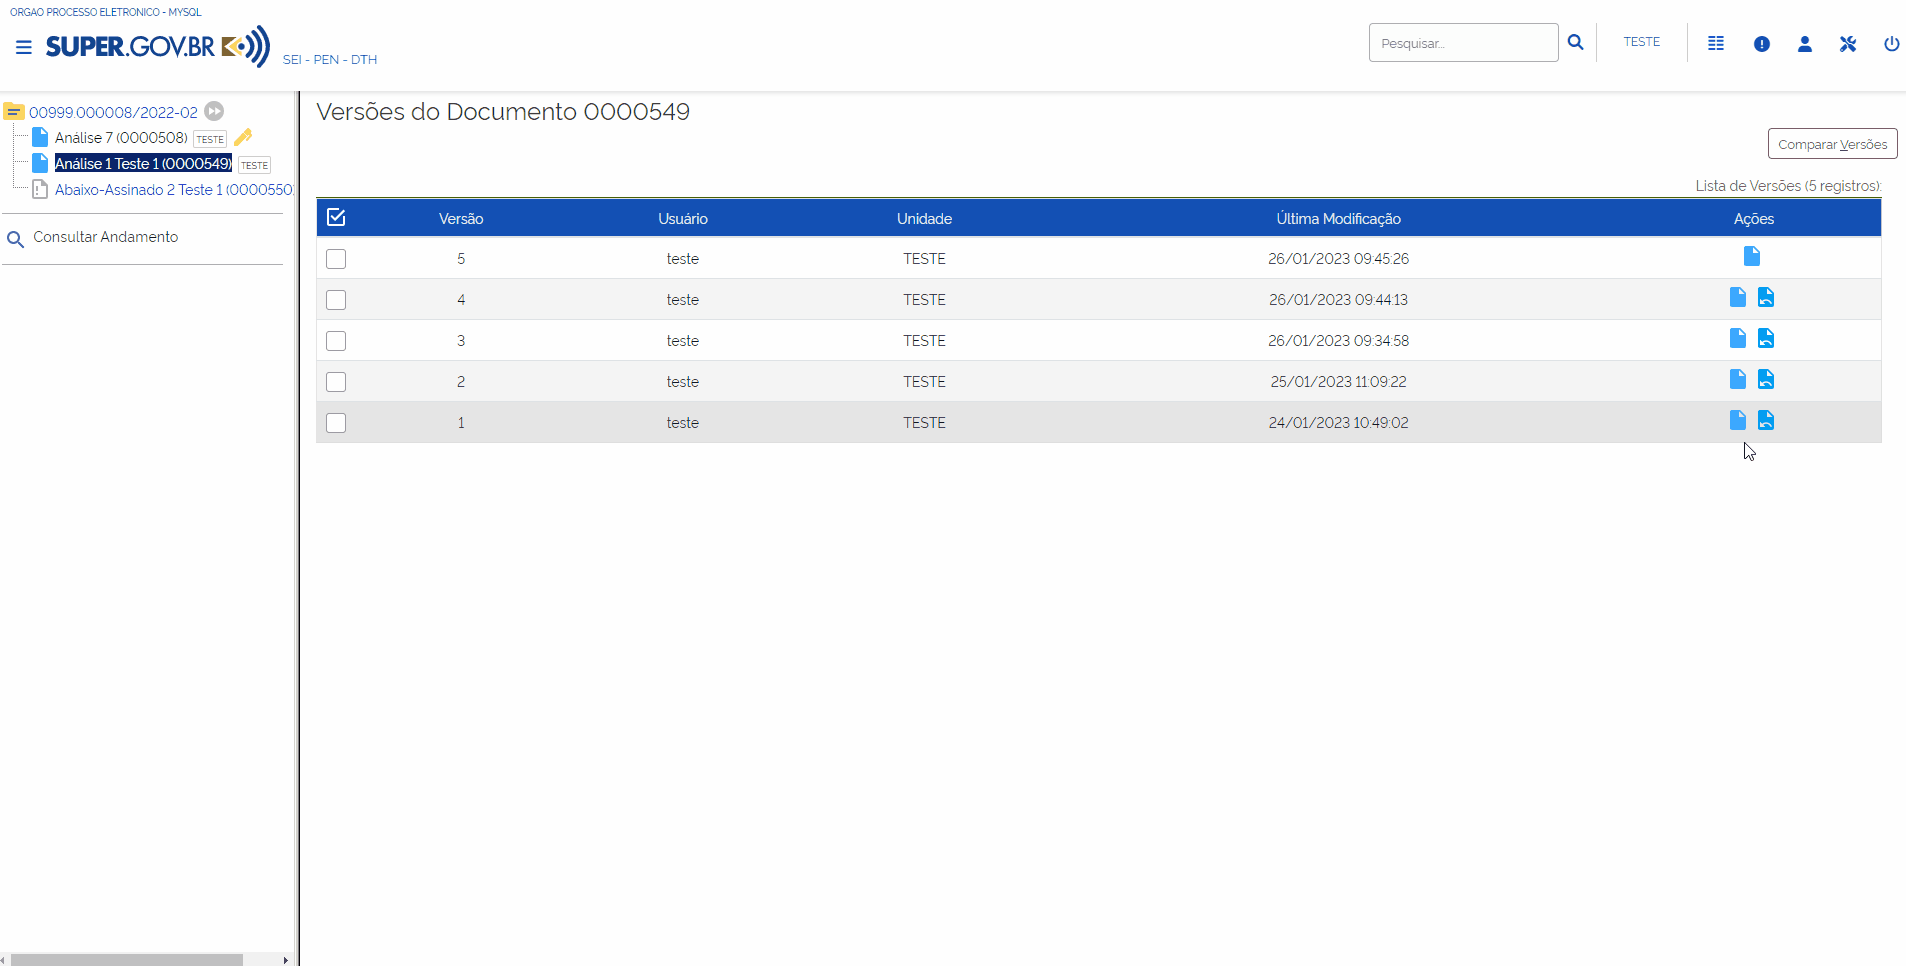 ORGAO PROCESSO ELETRONICO - MYSQL
SUPER.GOV.BR
SEI - PEN - DTH
Pesquisar...
TESTE
00999.000008/2022-02
Análise 7 (0000508) TESTE
Análise 1 Teste 1 (0000549) TESTE
Abaixo-Assinado 2 Teste 1 (0000550
Consultar Andamento
Versões do Documento 0000549
Comparar Versões
Lista de Versões (5 registros):
Versão Usuário Unidade Última Modificação Ações
5 teste TESTE 26/01/2023 09:45:26
4 teste TESTE 26/01/2023 09:44:13
3 teste TESTE 26/01/2023 09:34:58
2 teste TESTE 25/01/2023 11:09:22
1 teste TESTE 24/01/2023 10:49:02